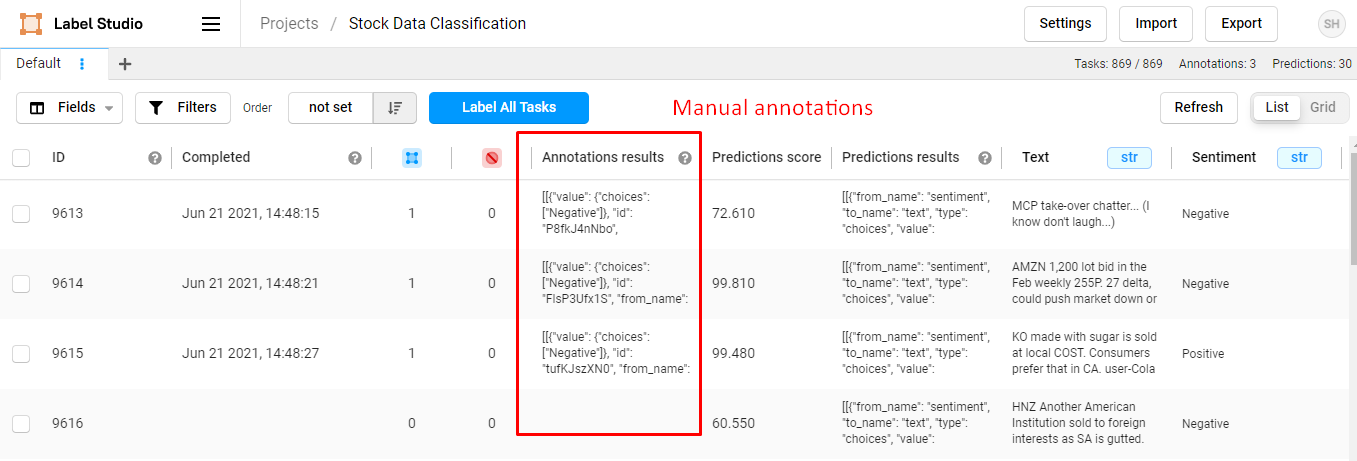 Label Studio
Projects / Stock Data Classification
Settings
Import
Export
SH
Default
Tasks: 869 / 869 Annotations: 3 Predictions: 30
Fields
Filters
Order
not set
Label All Tasks
Manual annotations
Refresh
List
Grid
ID ? Completed ? Annotations results ? Predictions score Predictions results ? Text str Sentiment str
9613
Jun 21 2021, 14:48:15
1
0
[[{"value": {"choices":
["Negative"]}, "id":
"P8fkJ4nNbo",
72.610
[[{"from_name": "sentiment",
"to_name": "text", "type":
"choices", "value":
MCP take-over chatter... (I
know don't laugh...)
Negative
9614
Jun 21 2021, 14:48:21
1
0
[[{"value": {"choices":
["Negative"]}, "id":
"FIsP3Ufx1S", "from_name":
99.810
[[{"from_name": "sentiment",
"to_name": "text", "type":
"choices", "value":
AMZN 1,200 lot bid in the
Feb weekly 255P. 27 delta,
could push market down or
Negative
9615
Jun 21 2021, 14:48:27
1
0
[[{"value": {"choices":
["Negative"]}, "id":
"tufKJszXN0", "from_name":
99.480
[[{"from_name": "sentiment",
"to_name": "text", "type":
"choices", "value":
KO made with sugar is sold
at local COST. Consumers
prefer that in CA. user-Cola
Positive
9616
0
0
60.550
[[{"from_name": "sentiment",
"to_name": "text", "type":
"choices", "value":
HNZ Another American
Institution sold to foreign
interests as SA is gutted.
Negative